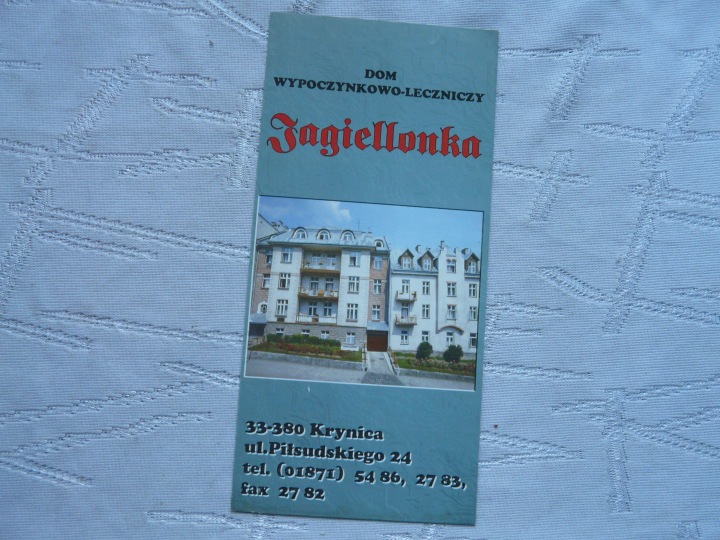 DOM
WYPOCZYNKOWO-LECZNICZY
Jagiellonka
33-380 Krynica
ul.Piłsudskiego 24
tel. (01871) 54 86, 27 83,
fax 27 82